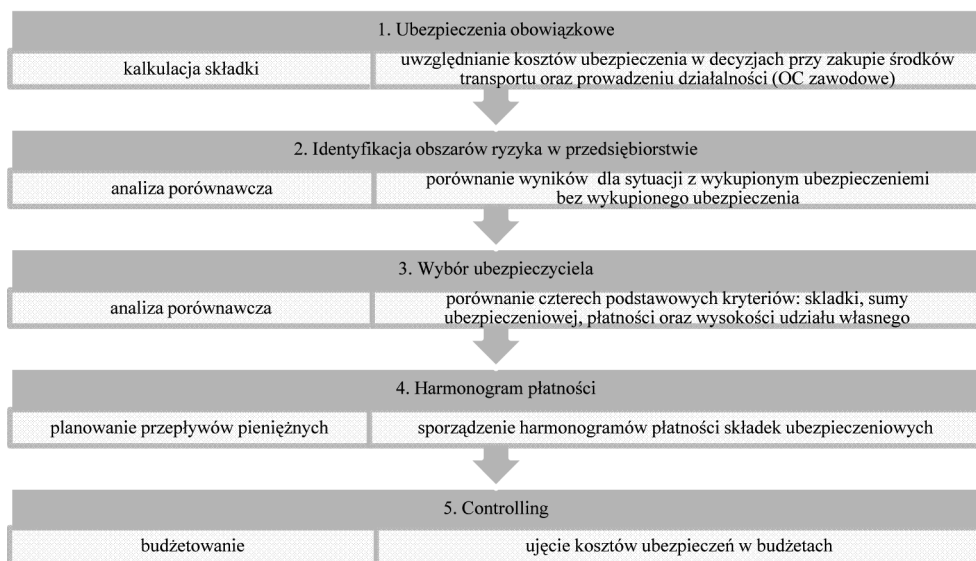 1. Ubezpieczenia obowiązkowe
kalkulacja składki
uwzględnianie kosztów ubezpieczenia w decyzjach przy zakupie środków
transportu oraz prowadzeniu działalności (OC zawodowe)
2. Identyfikacja obszarów ryzyka w przedsiębiorstwie
analiza porównawcza
porównanie wyników dla sytuacji z wykupionym ubezpieczeniemi
bez wykupionego ubezpieczenia
3. Wybór ubezpieczyciela
analiza porównawcza
porównanie czterech podstawowych kryteriów: skladki, sumy
ubezpieczeniowej, płatności oraz wysokości udziału własnego
4. Harmonogram płatności
planowanie przepływów pieniężnych
sporządzenie harmonogramów płatności składek ubezpieczeniowych
5. Controlling
budżetowanie
ujęcie kosztów ubezpieczeń w budżetach